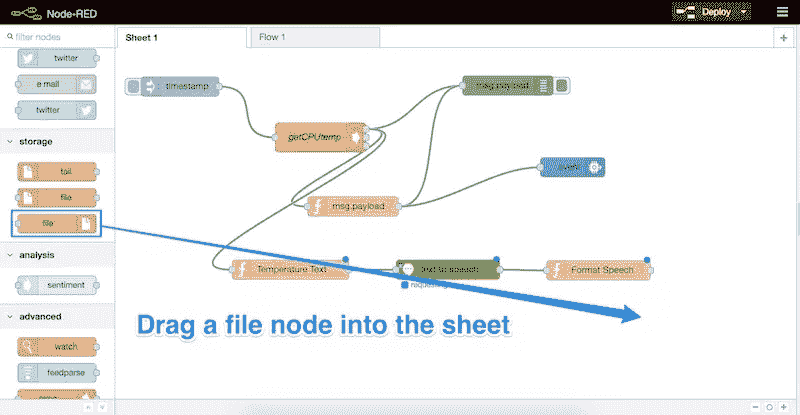 Node-RED
Deploy
filter nodes
Sheet 1
Flow 1
twitter
e mail
twitter
storage
tail
file
file
analysis
sentiment
advanced
watch
feedparse
timestamp
getCPUtemp
msg.payload
msg.payload
Temperature Text
text to speech
requesting
Format Speech
Drag a file node into the sheet